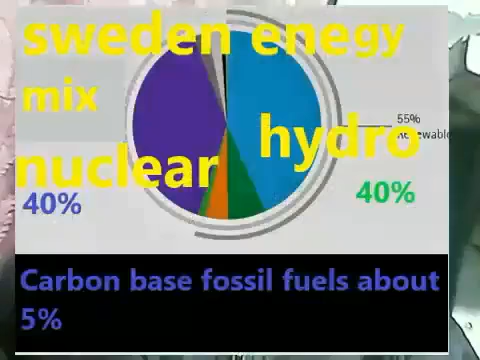 sweden enegy
mix
hydro
nuclear
55%
Renewable
40%
40%
Carbon base fossil fuels about
5%